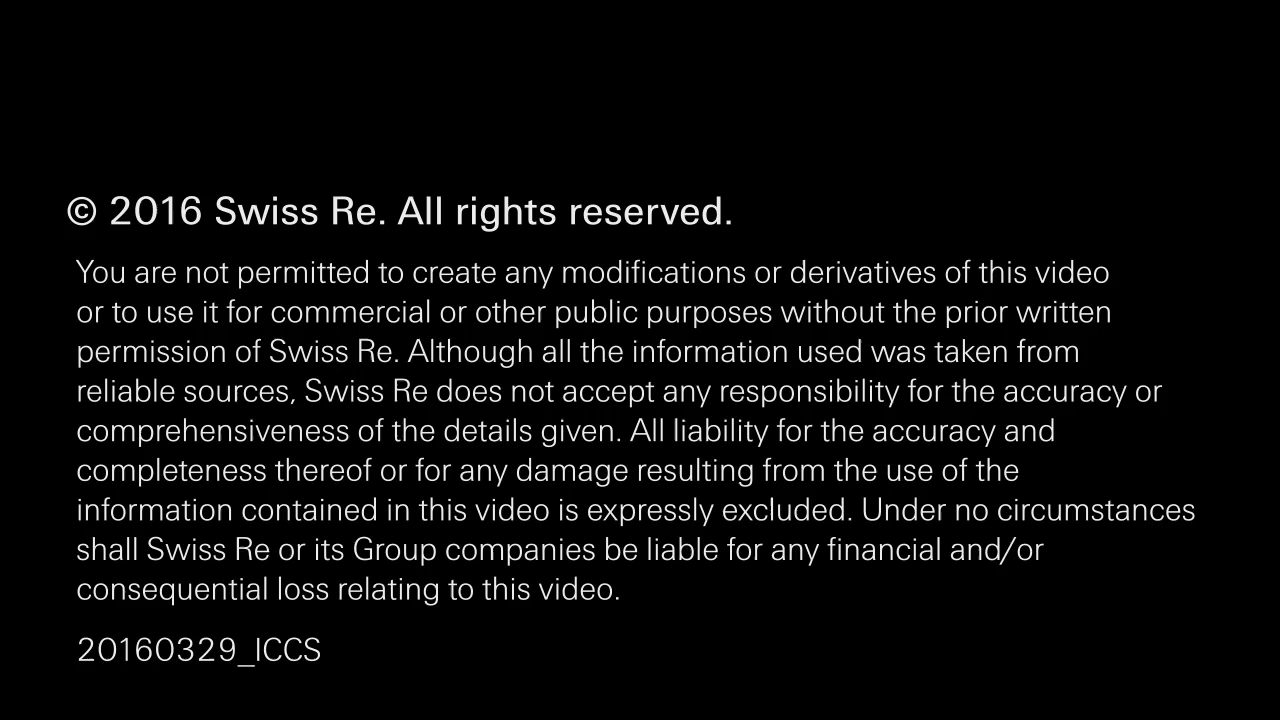 © 2016 Swiss Re. All rights reserved.
You are not permitted to create any modifications or derivatives of this video
or to use it for commercial or other public purposes without the prior written
permission of Swiss Re. Although all the information used was taken from
reliable sources, Swiss Re does not accept any responsibility for the accuracy or
comprehensiveness of the details given. All liability for the accuracy and
completeness thereof or for any damage resulting from the use of the
information contained in this video is expressly excluded. Under no circumstances
shall Swiss Re or its Group companies be liable for any financial and/or
consequential loss relating to this video.
20160329_ICCS